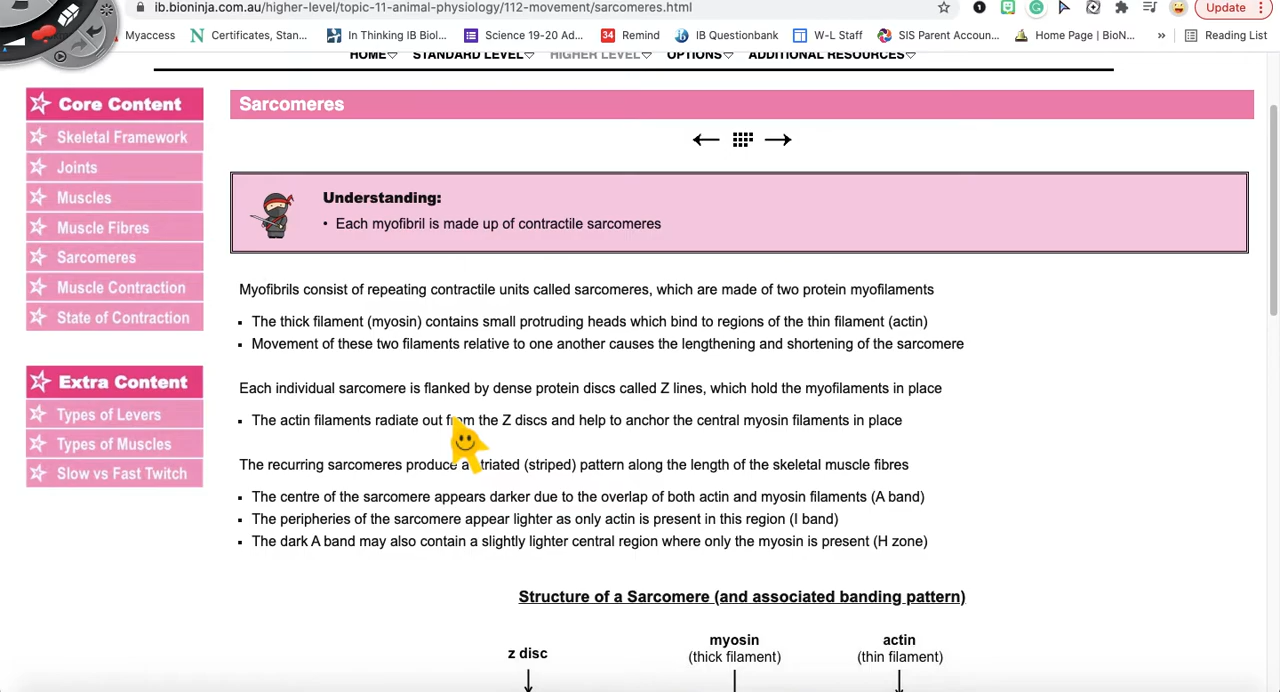 ib.bioninja.com.au/higher-level/topic-11-animal-physiology/112-movement/sarcomeres.html
Update
Myaccess
Certificates, Stan...
In Thinking IB Biol...
Science 19-20 Ad...
34 Remind
IB Questionbank
W-L Staff
SIS Parent Accoun...
Home Page | BioN...
»
Reading List
HOME STANDARD LEVEL HIGHER LEVEL OPTIONS ADDITIONAL RESOURCES
Core Content
Skeletal Framework
Joints
Muscles
Muscle Fibres
Sarcomeres
Muscle Contraction
State of Contraction
Extra Content
Types of Levers
Types of Muscles
Slow vs Fast Twitch
Sarcomeres
Understanding:
• Each myofibril is made up of contractile sarcomeres
Myofibrils consist of repeating contractile units called sarcomeres, which are made of two protein myofilaments
▪ The thick filament (myosin) contains small protruding heads which bind to regions of the thin filament (actin)
▪ Movement of these two filaments relative to one another causes the lengthening and shortening of the sarcomere
Each individual sarcomere is flanked by dense protein discs called Z lines, which hold the myofilaments in place
▪ The actin filaments radiate out from the Z discs and help to anchor the central myosin filaments in place
The recurring sarcomeres produce a striated (striped) pattern along the length of the skeletal muscle fibres
▪ The centre of the sarcomere appears darker due to the overlap of both actin and myosin filaments (A band)
▪ The peripheries of the sarcomere appear lighter as only actin is present in this region (I band)
▪ The dark A band may also contain a slightly lighter central region where only the myosin is present (H zone)
Structure of a Sarcomere (and associated banding pattern)
z disc
myosin
(thick filament)
actin
(thin filament)